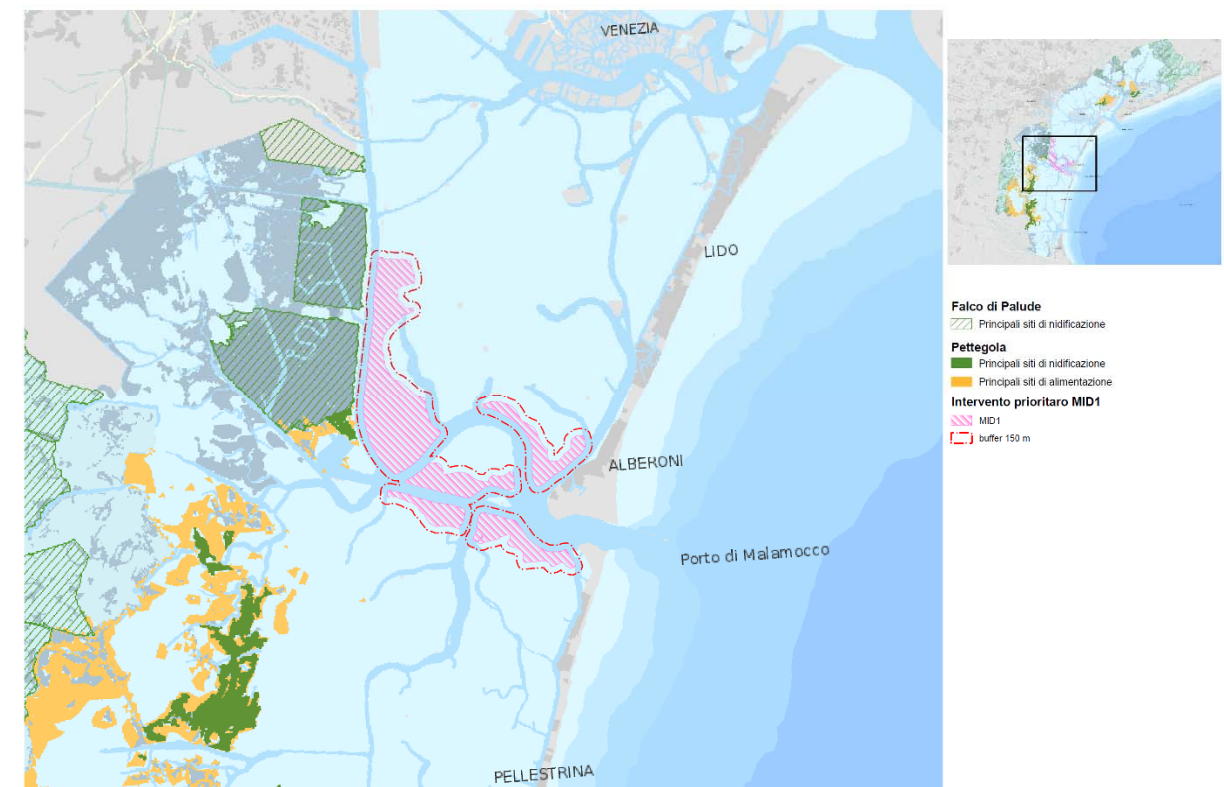 VENEZIA
LIDO
ALBERONI
Porto di Malamocco
PELLESTRINA
Falco di Palude
Principali siti di nidificazione
Pettegola
Principali siti di nidificazione
Principali siti di alimentazione
Intervento prioritaro MID1
MID1
buffer 150 m